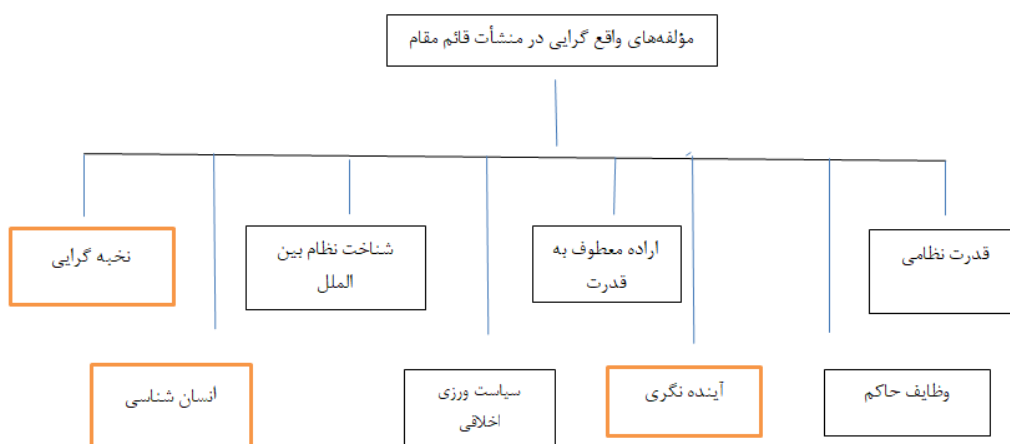 مؤلفه‌های واقع گرایی در منشأت قائم مقام
قدرت نظامی
اراده معطوف به
قدرت
شناخت نظام بین
الملل
نخبه گرایی
وظایف حاکم
آینده نگری
سیاست ورزی
اخلاقی
انسان شناسی